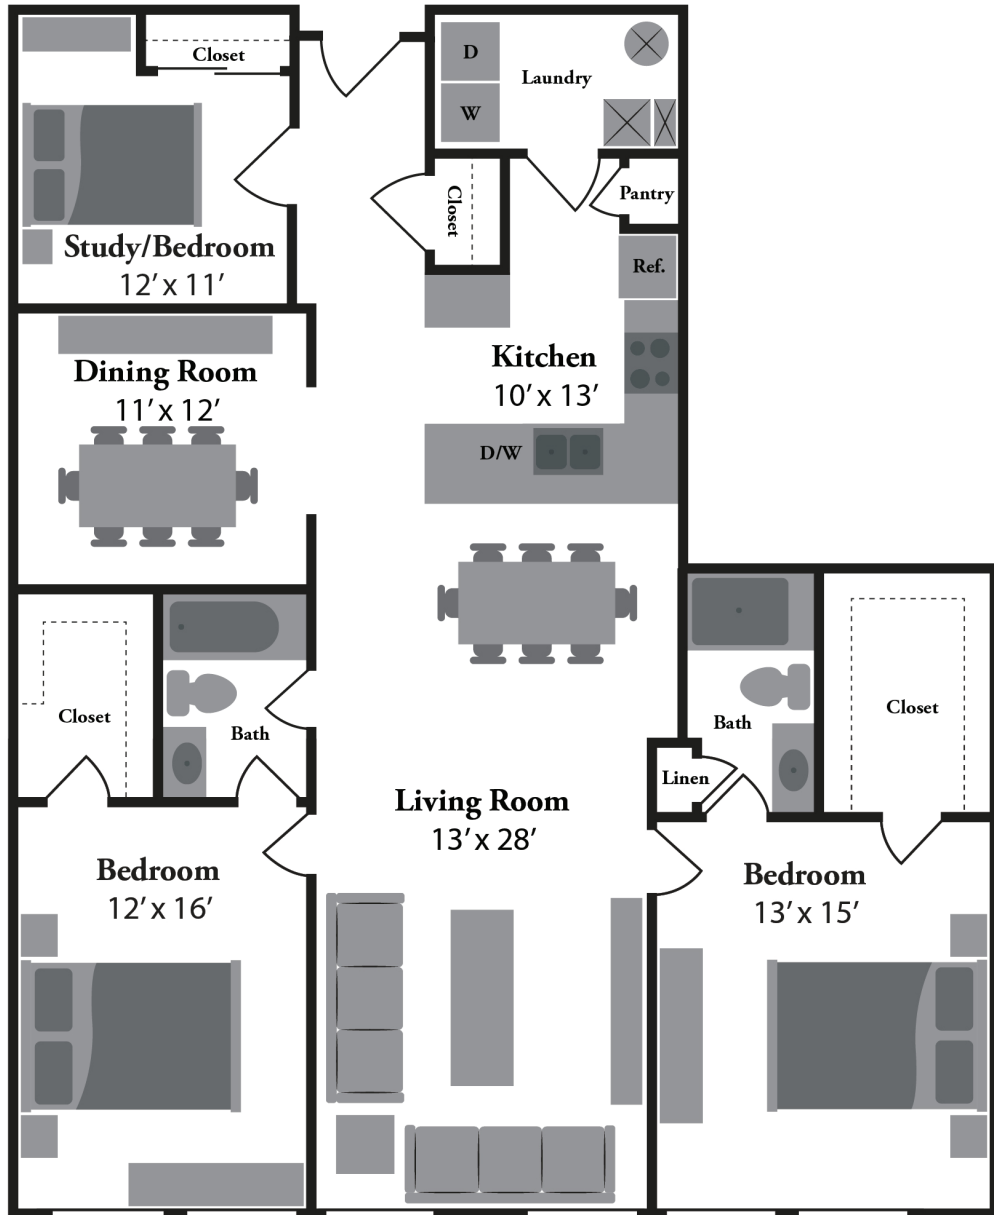 Closet
D
Laundry
W
Closet
Pantry
Study/Bedroom
12’ x 11’
Ref.
Dining Room
11’ x 12’
Kitchen
10’ x 13’
D/W
Closet
Bath
Bath
Closet
Linen
Living Room
13’ x 28’
Bedroom
12’ x 16’
Bedroom
13’ x 15’